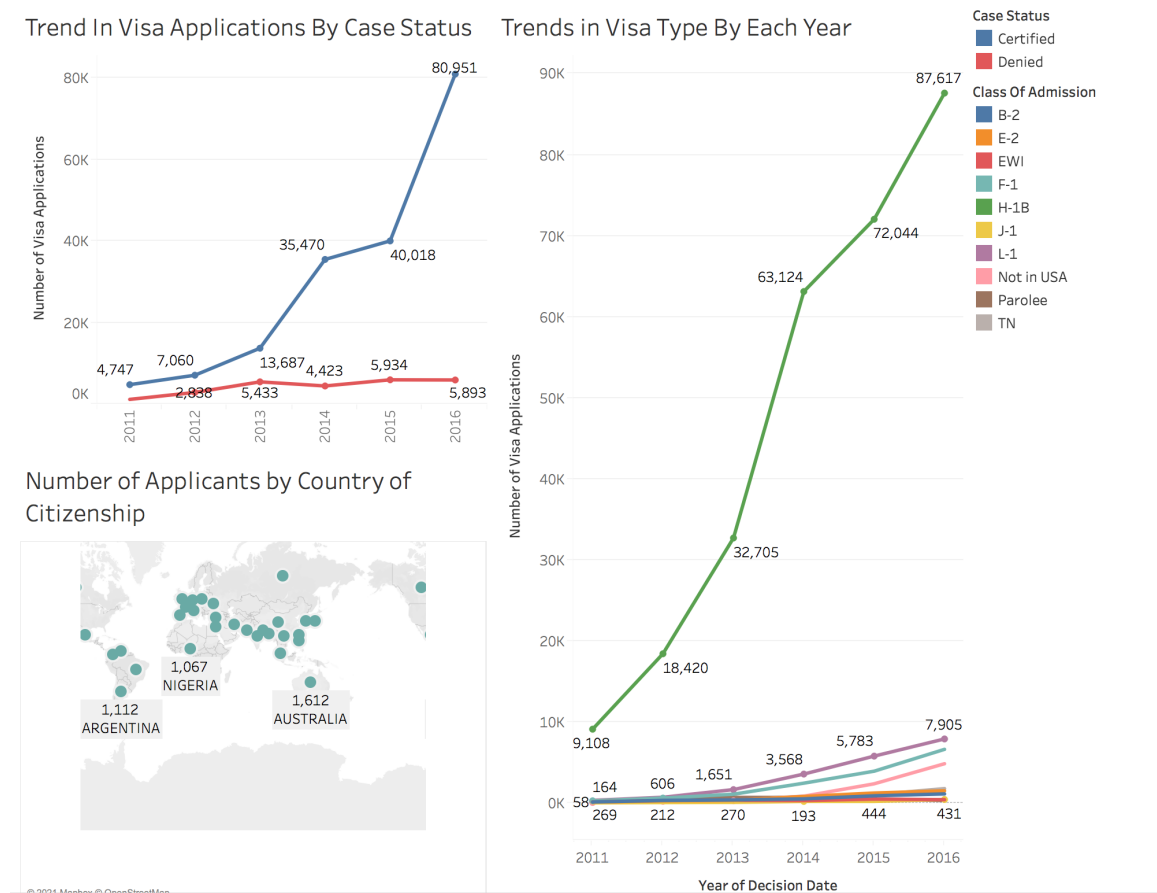 Trend In Visa Applications By Case Status
80K
60K
40K
20K
0K
Number of Visa Applications
80,951
35,470
40,018
4,747
7,060
13,687
4,423
5,934
2,838
5,433
5,893
2011
2012
2013
2014
2015
2016
Number of Applicants by Country of
Citizenship
1,067
NIGERIA
1,112
ARGENTINA
1,612
AUSTRALIA
© 2021 Mapbox © OpenStreetMap
Trends in Visa Type By Each Year
90K
80K
70K
60K
50K
40K
30K
20K
10K
0K
Number of Visa Applications
87,617
72,044
63,124
32,705
18,420
9,108
7,905
5,783
3,568
1,651
606
164
58
269
212
270
193
444
431
2011
2012
2013
2014
2015
2016
Year of Decision Date
Case Status
Certified
Denied
Class Of Admission
B-2
E-2
EWI
F-1
H-1B
J-1
L-1
Not in USA
Parolee
TN